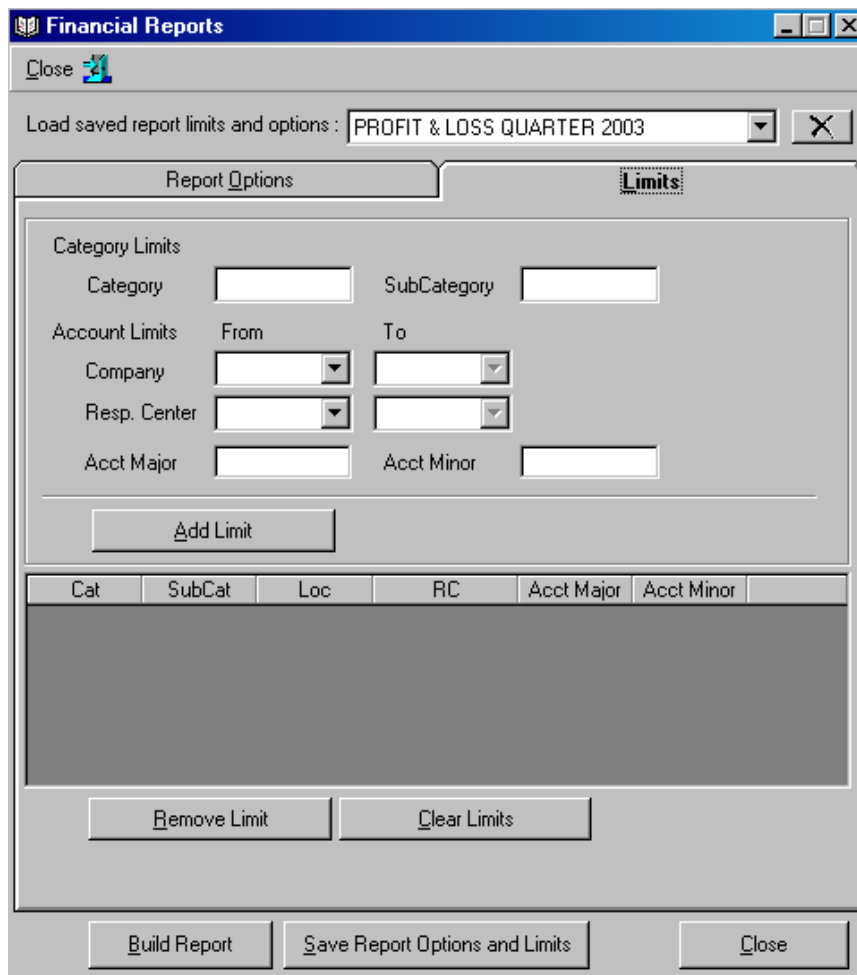 Financial Reports
Close
Load saved report limits and options : PROFIT & LOSS QUARTER 2003
Report Options Limits
Category Limits
Category SubCategory
Account Limits From To
Company
Resp. Center
Acct Major Acct Minor
Add Limit
Cat SubCat Loc RC Acct Major Acct Minor
Remove Limit Clear Limits
Build Report Save Report Options and Limits Close